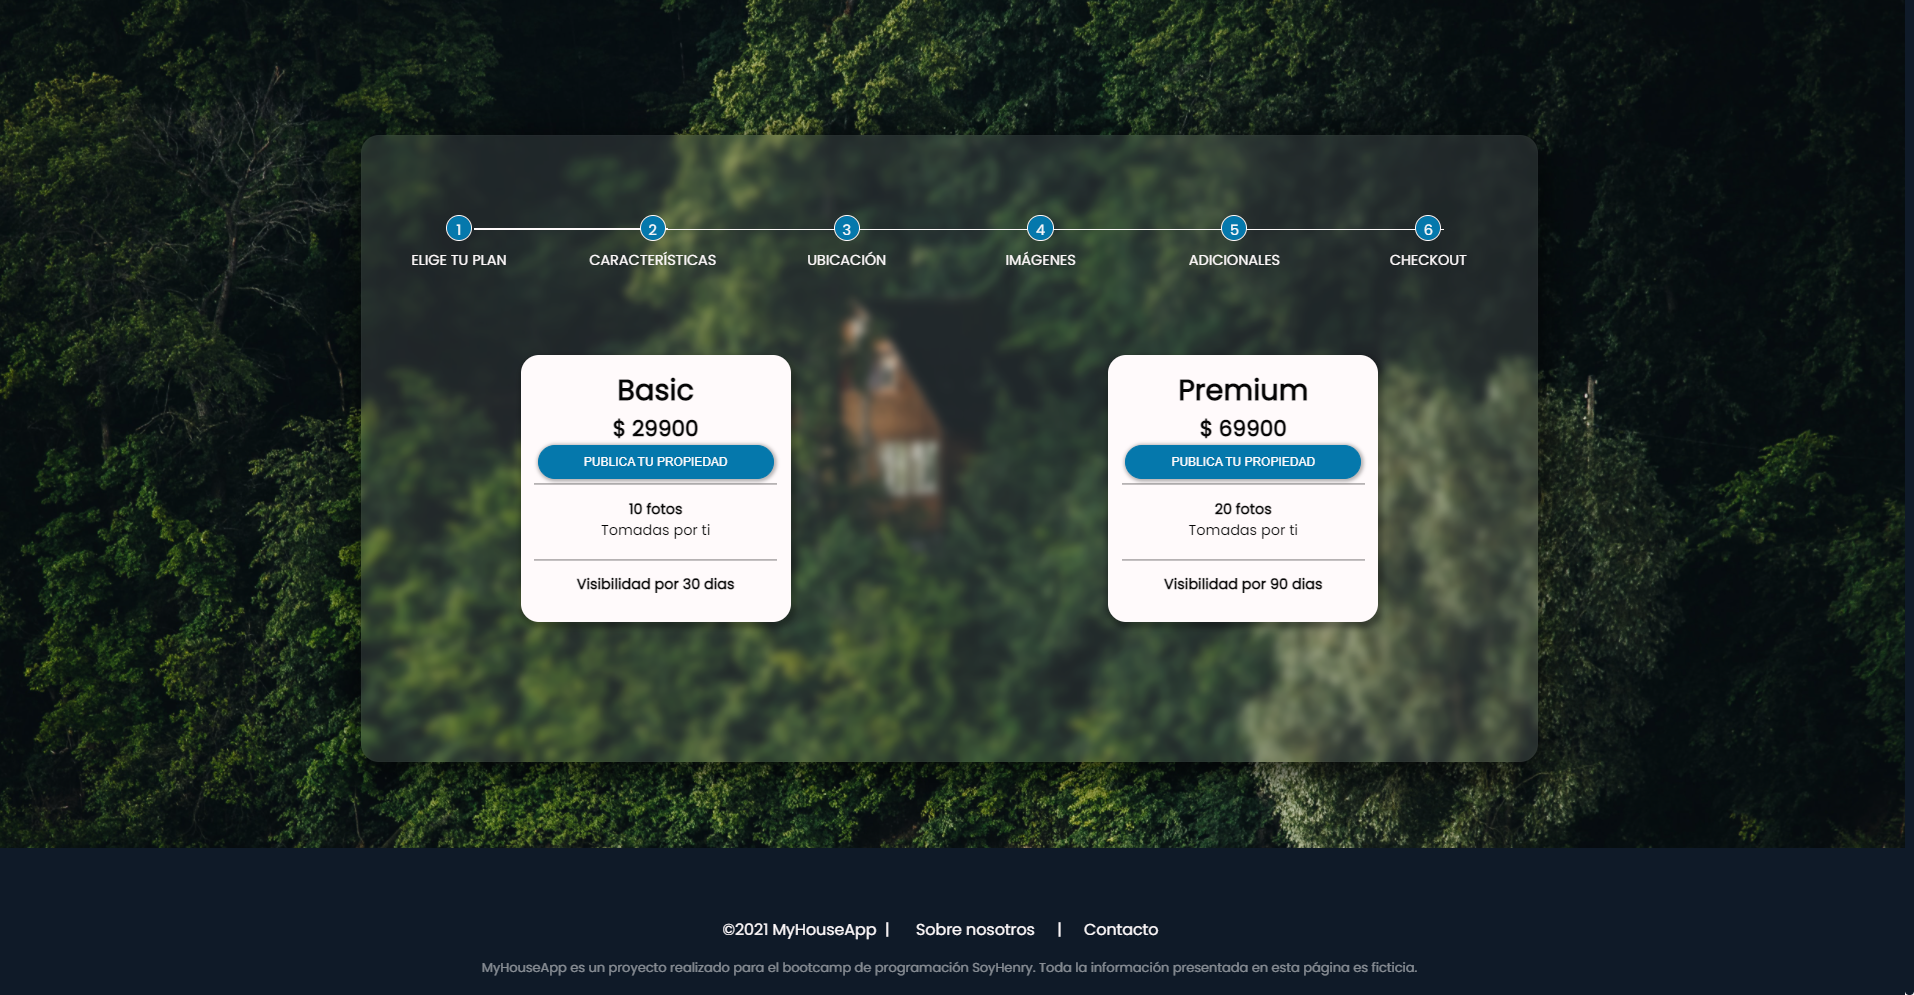 1 2 3 4 5 6
ELIGE TU PLAN CARACTERÍSTICAS UBICACIÓN IMÁGENES ADICIONALES CHECKOUT
Basic
$ 29900
PUBLICA TU PROPIEDAD
10 fotos
Tomadas por ti
Visibilidad por 30 dias
Premium
$ 69900
PUBLICA TU PROPIEDAD
20 fotos
Tomadas por ti
Visibilidad por 90 dias
©2021 MyHouseApp | Sobre nosotros | Contacto
MyHouseApp es un proyecto realizado para el bootcamp de programación SoyHenry. Toda la información presentada en esta página es ficticia.